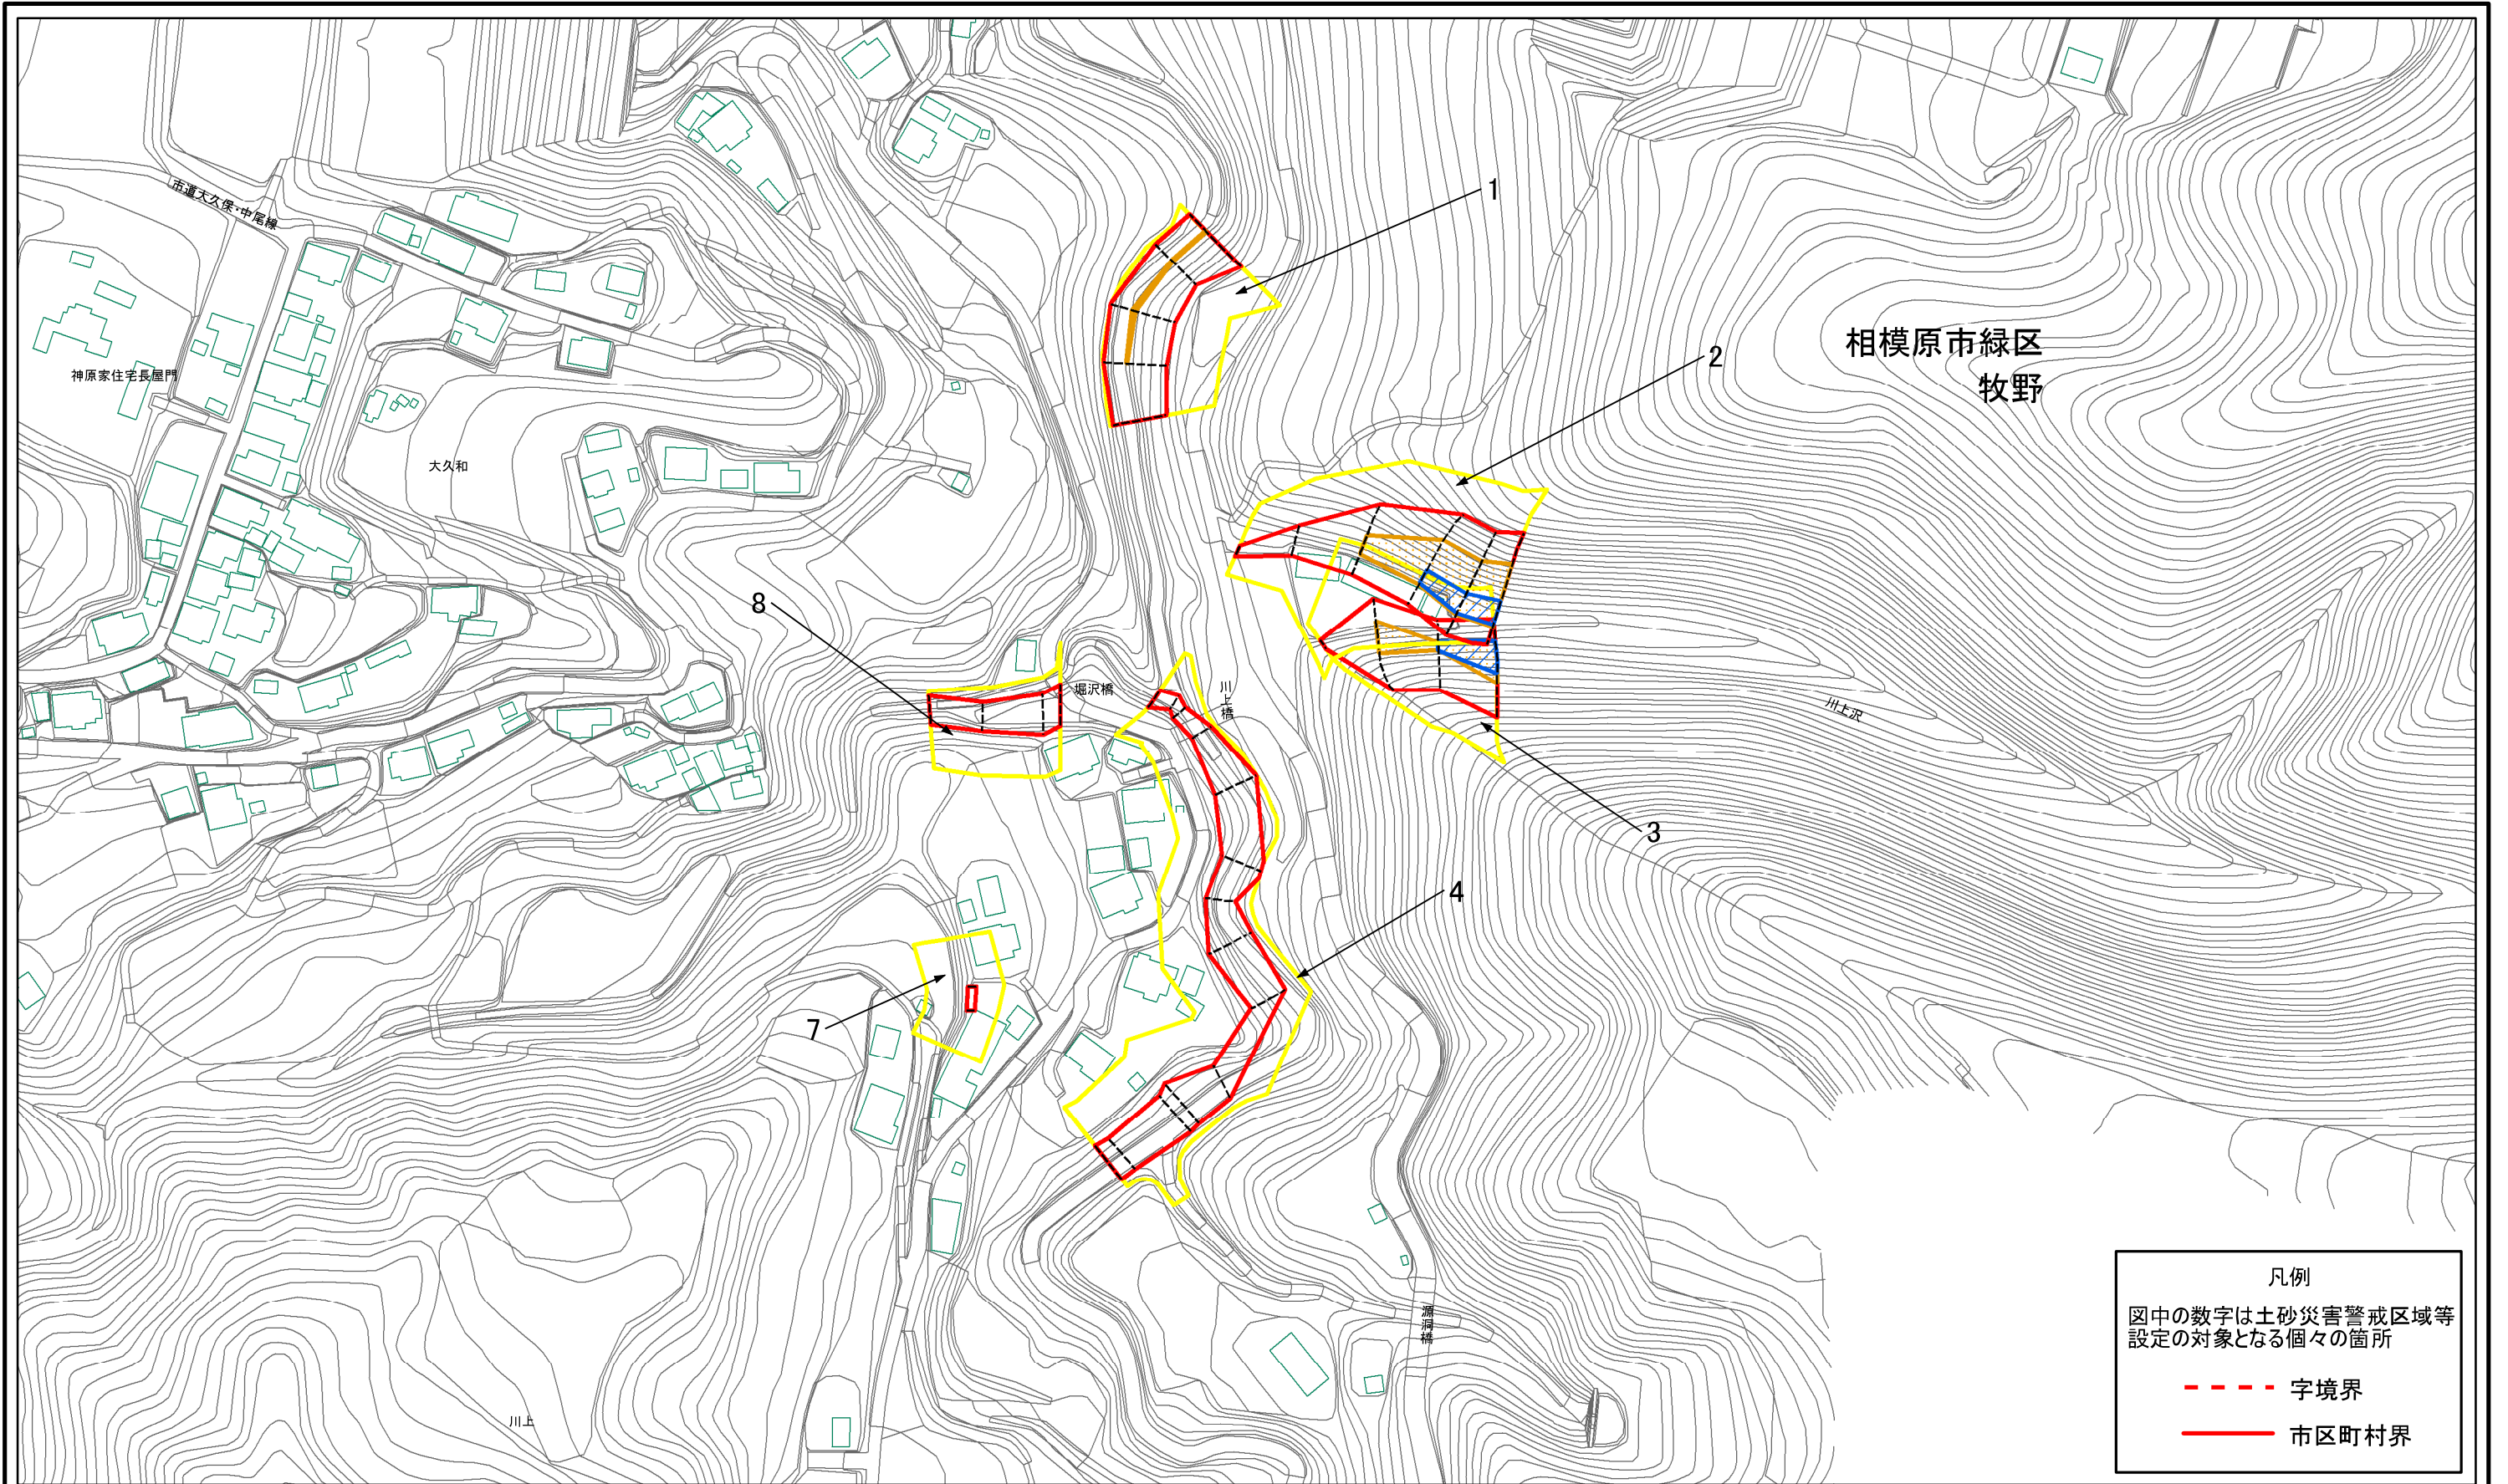 市道大久保・中尾線
1
相模原市緑区
牧野
2
神原家住宅長屋門
大久和
8
堀沢橋
川上橋
川上沢
3
4
7
源洞橋
川上
凡例
図中の数字は土砂災害警戒区域等
設定の対象となる個々の箇所
字境界
市区町村界